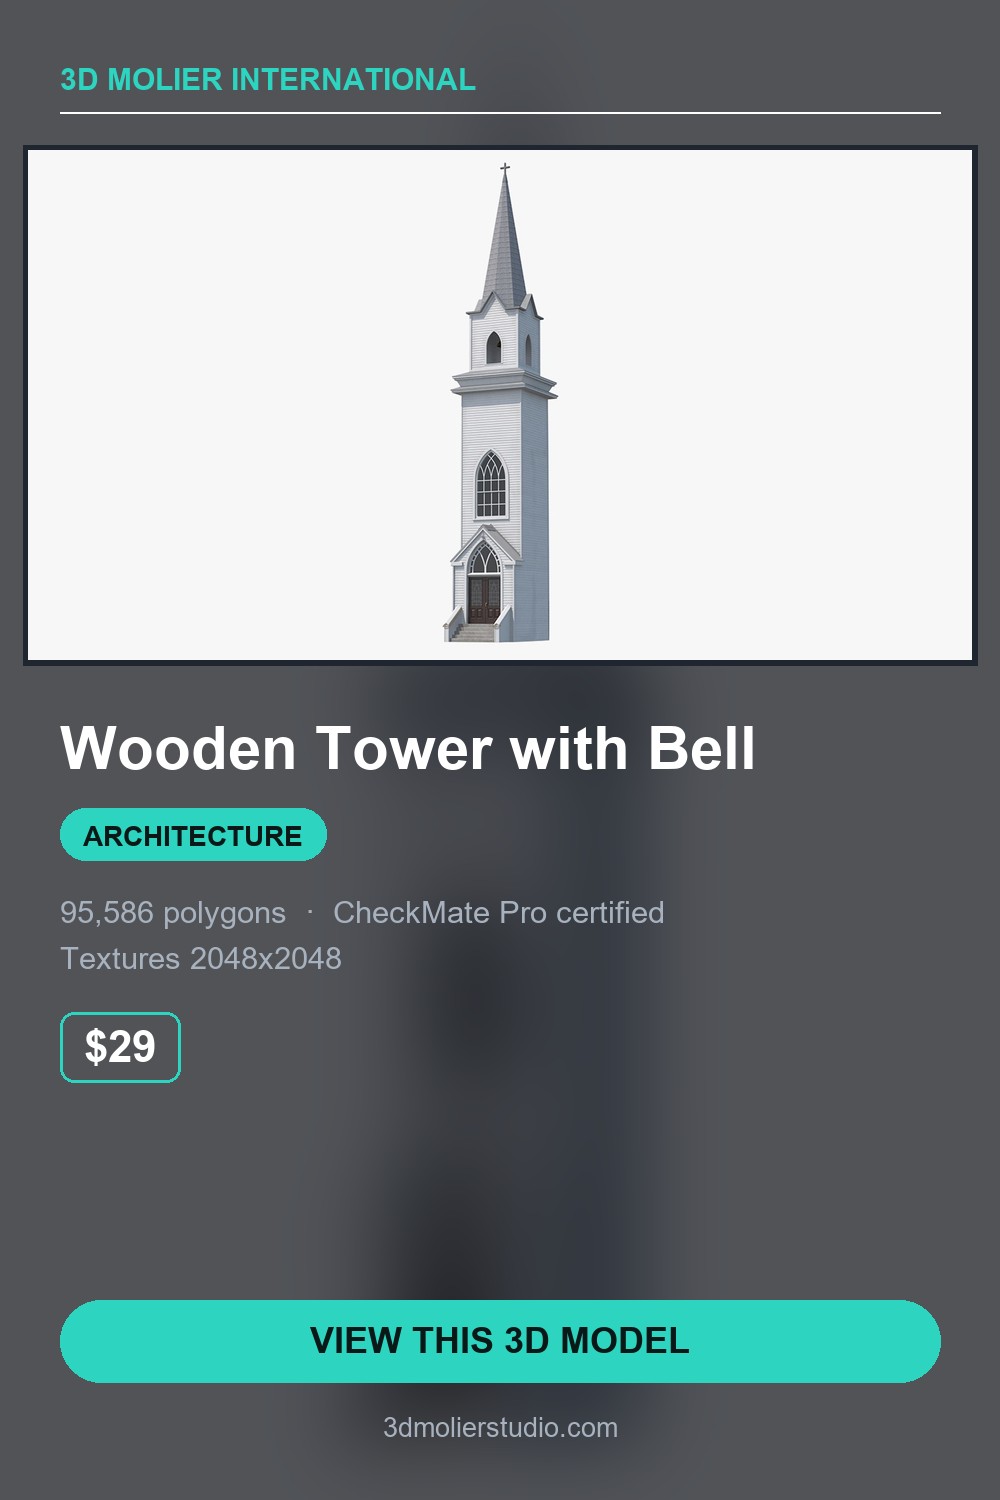 3D MOLIER INTERNATIONAL
Wooden Tower with Bell
ARCHITECTURE
95,586 polygons · CheckMate Pro certified
Textures 2048x2048
$29
VIEW THIS 3D MODEL
3dmolierstudio.com